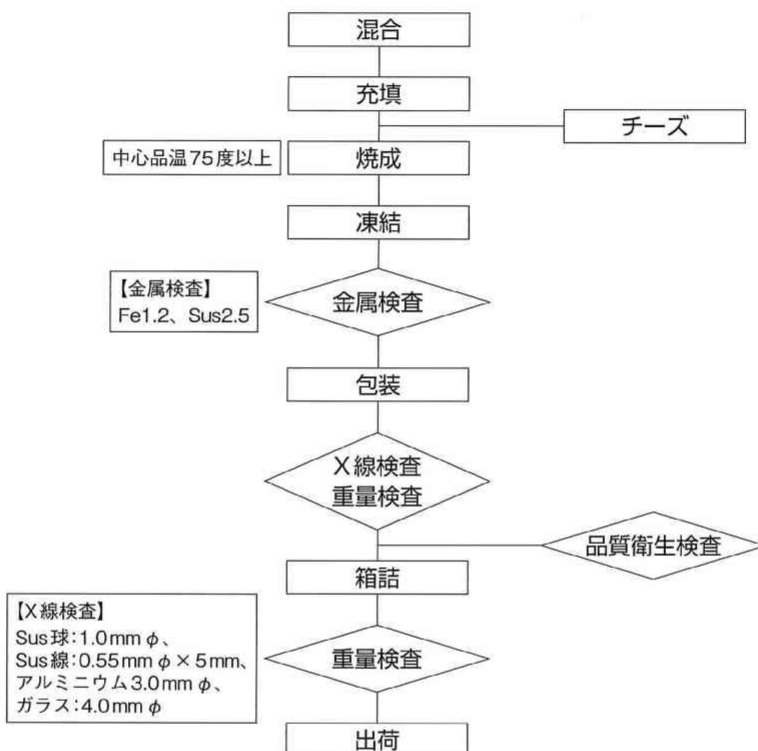 混合
充填
チーズ
中心品温75度以上
焼成
凍結
【金属検査】
Fe1.2、Sus2.5
金属検査
包装
X線検査
重量検査
品質衛生検査
箱詰
【X線検査】
Sus球：1.0mmφ、
Sus線：0.55mmφ×5mm、
アルミニウム3.0mmφ、
ガラス：4.0mmφ
重量検査
出荷